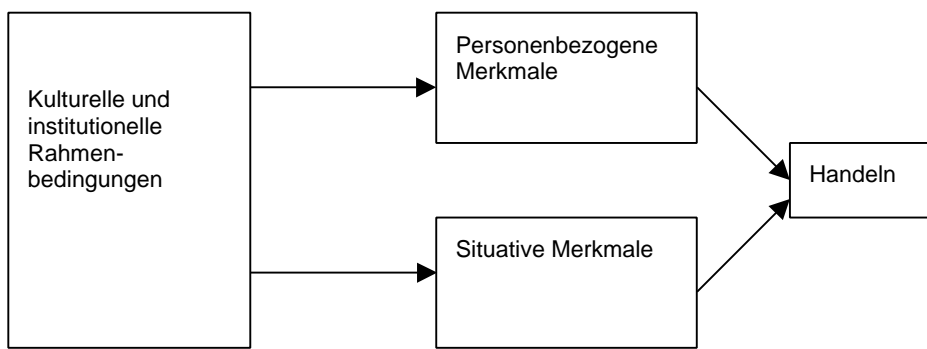 Kulturelle und
institutionelle
Rahmen-
bedingungen
Personenbezogene
Merkmale
Situative Merkmale
Handeln